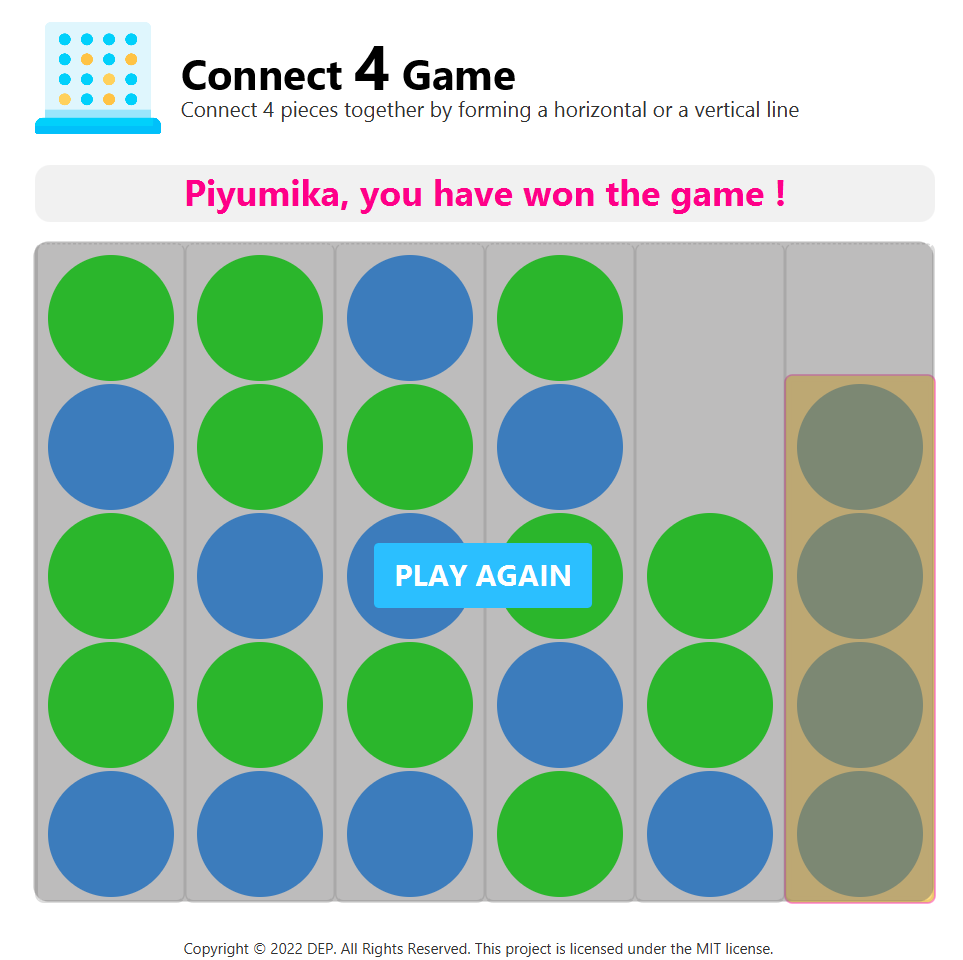 Connect 4 Game
Connect 4 pieces together by forming a horizontal or a vertical line
Piyumika, you have won the game !
PLAY AGAIN
Copyright © 2022 DEP. All Rights Reserved. This project is licensed under the MIT license.